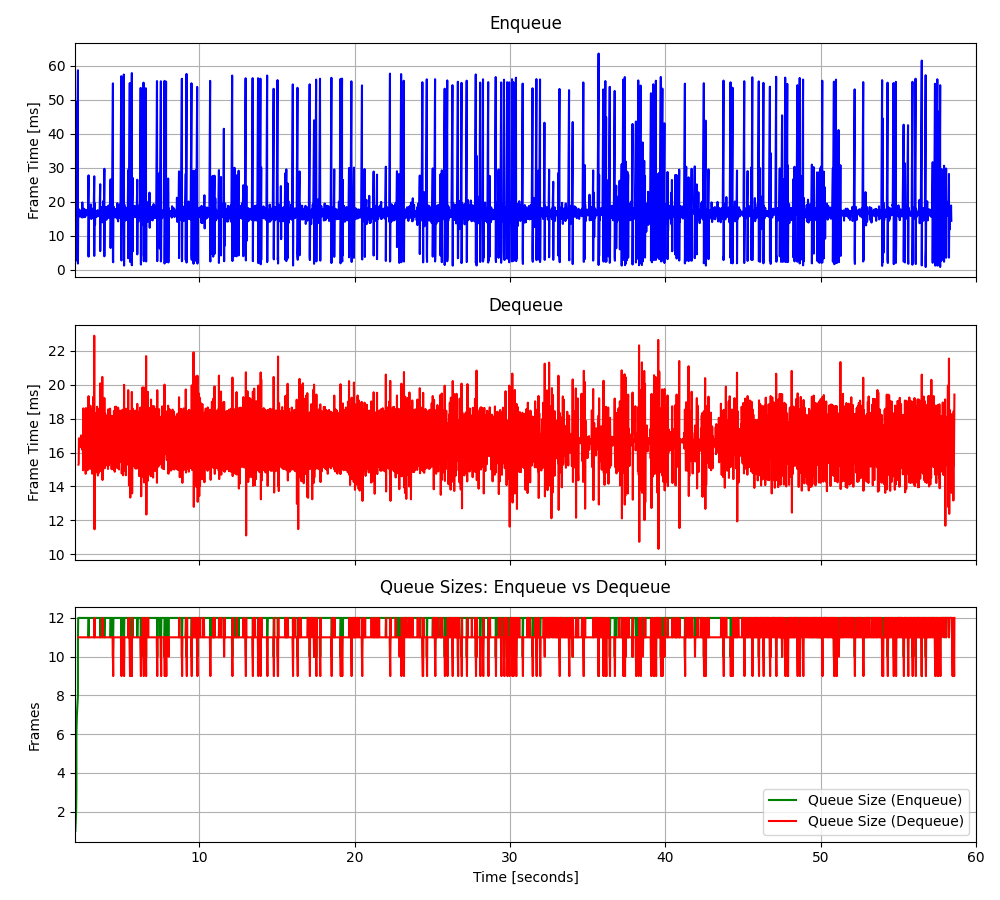 Enqueue
60
50
40
30
20
10
0
Frame Time [ms]
Dequeue
22
20
18
16
14
12
10
Frame Time [ms]
Queue Sizes: Enqueue vs Dequeue
12
10
8
6
4
2
Frames
Queue Size (Enqueue)
Queue Size (Dequeue)
10 20 30 40 50 60
Time [seconds]